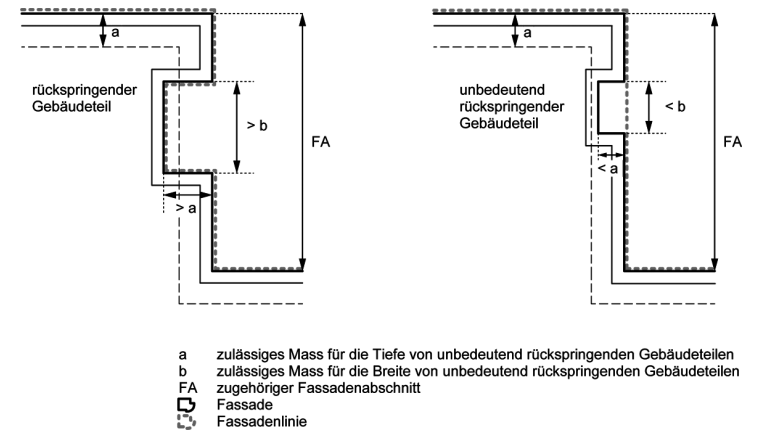 a
rückspringender
Gebäudeteil
> b
FA
> a
a
unbedeutend
rückspringender
Gebäudeteil
< b
FA
< a
a zulässiges Mass für die Tiefe von unbedeutend rückspringenden Gebäudeteilen
b zulässiges Mass für die Breite von unbedeutend rückspringenden Gebäudeteilen
FA zugehöriger Fassadenabschnitt
Fassade
Fassadenlinie